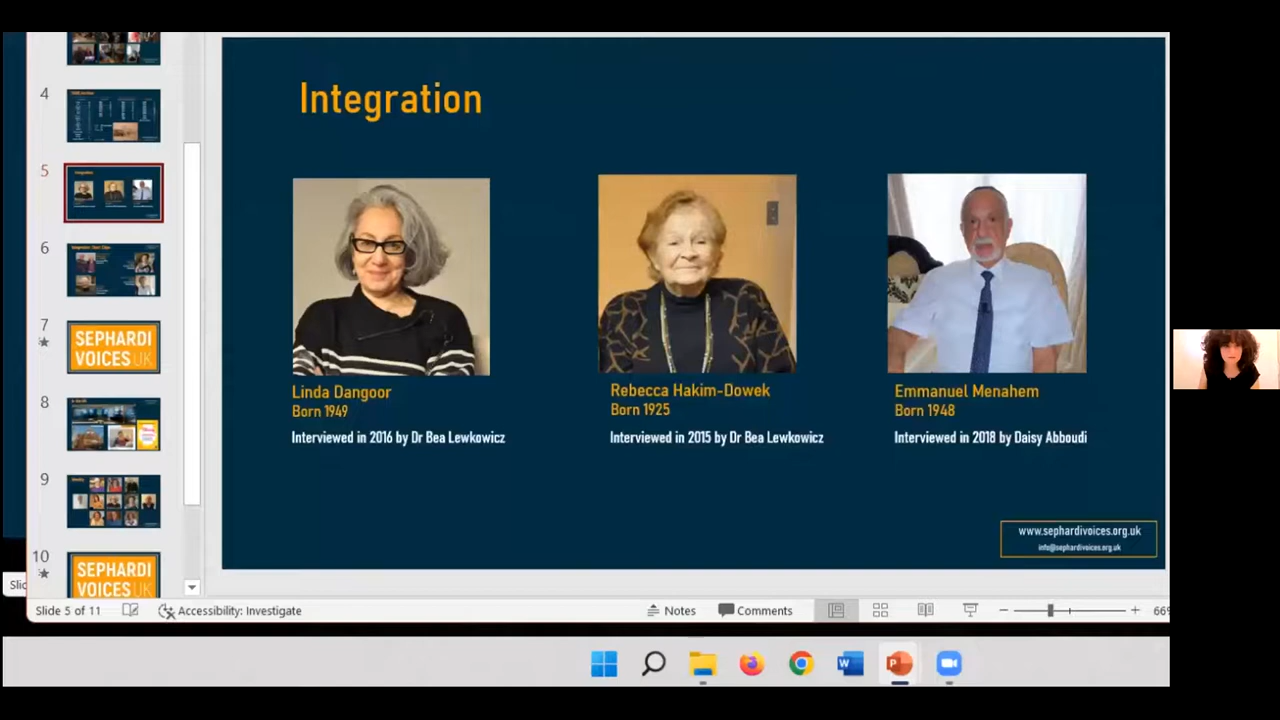 Integration
Linda Dangoor
Born 1949
Interviewed in 2016 by Dr Bea Lewkowicz
Rebecca Hakim-Dowek
Born 1925
Interviewed in 2015 by Dr Bea Lewkowicz
Emmanuel Menahem
Born 1948
Interviewed in 2018 by Daisy Abboudi
www.sephardivoices.org.uk
info@sephardivoices.org.uk
4
5
6
7
SEPHARDI
VOICES UK
8
9
10
SEPHARDI
VOICES UK
Slide 5 of 11
Accessibility: Investigate
Notes
Comments
66%